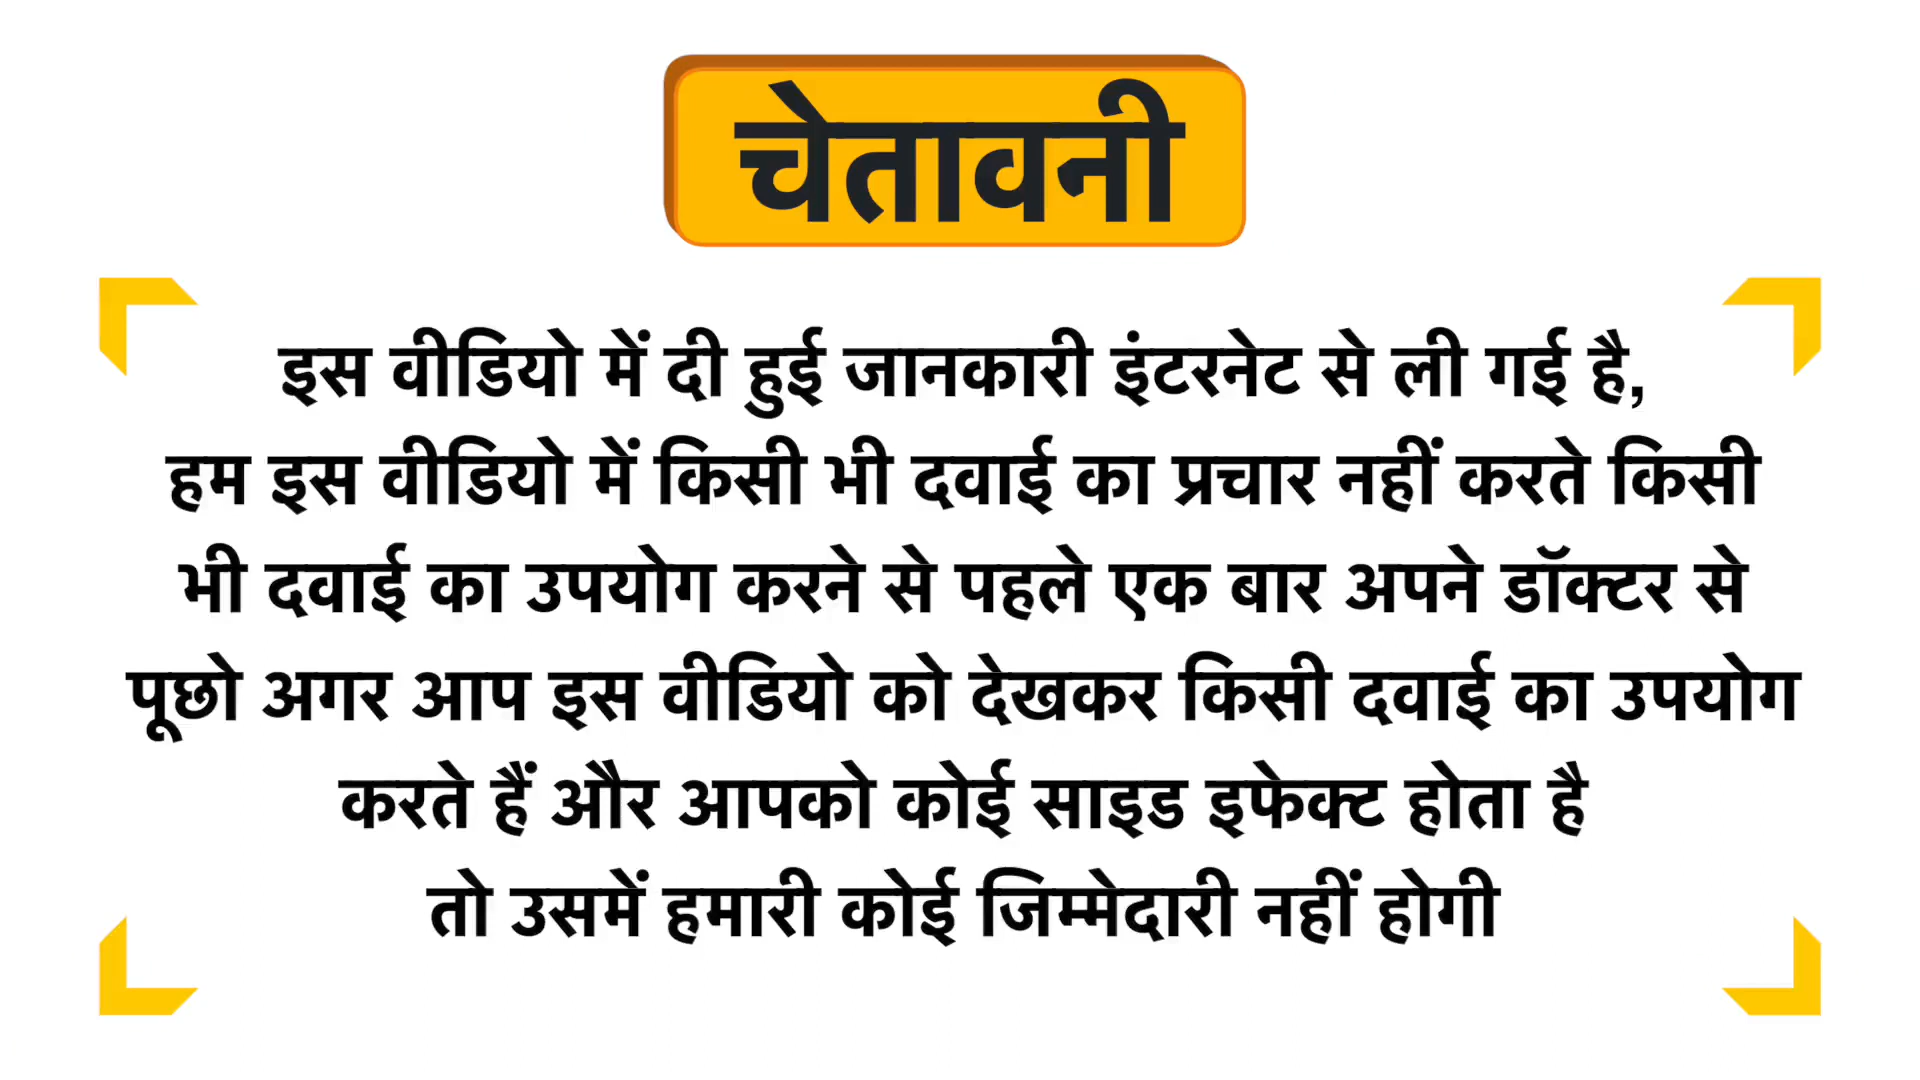 चेतावनी
इस वीडियो में दी हुई जानकारी इंटरनेट से ली गई है,
हम इस वीडियो में किसी भी दवाई का प्रचार नहीं करते किसी
भी दवाई का उपयोग करने से पहले एक बार अपने डॉक्टर से
पूछो अगर आप इस वीडियो को देखकर किसी दवाई का उपयोग
करते हैं और आपको कोई साइड इफेक्ट होता है
तो उसमें हमारी कोई जिम्मेदारी नहीं होगी